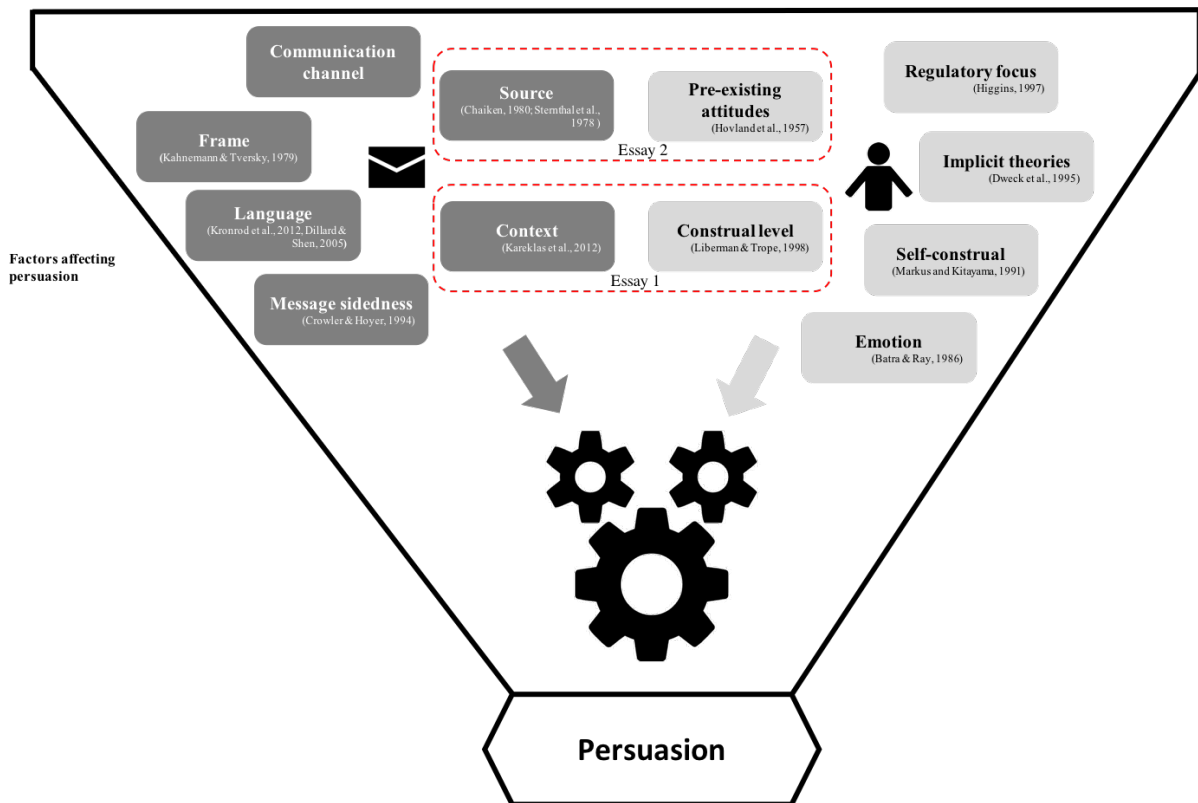 Communication
channel
Source
(Chaiken, 1980; Sternthal et al.,
1978 )
Pre-existing
attitudes
(Hovland et al., 1957)
Essay 2
Regulatory focus
(Higgins, 1997)
Frame
(Kahnemann & Tversky, 1979)
Implicit theories
(Dweck et al., 1995)
Language
(Kronrod et al., 2012, Dillard &
Shen, 2005)
Context
(Kareklas et al., 2012)
Construal level
(Liberman & Trope, 1998)
Essay 1
Self-construal
(Markus and Kitayama, 1991)
Factors affecting
persuasion
Message sidedness
(Crowler & Hoyer, 1994)
Emotion
(Batra & Ray, 1986)
Persuasion